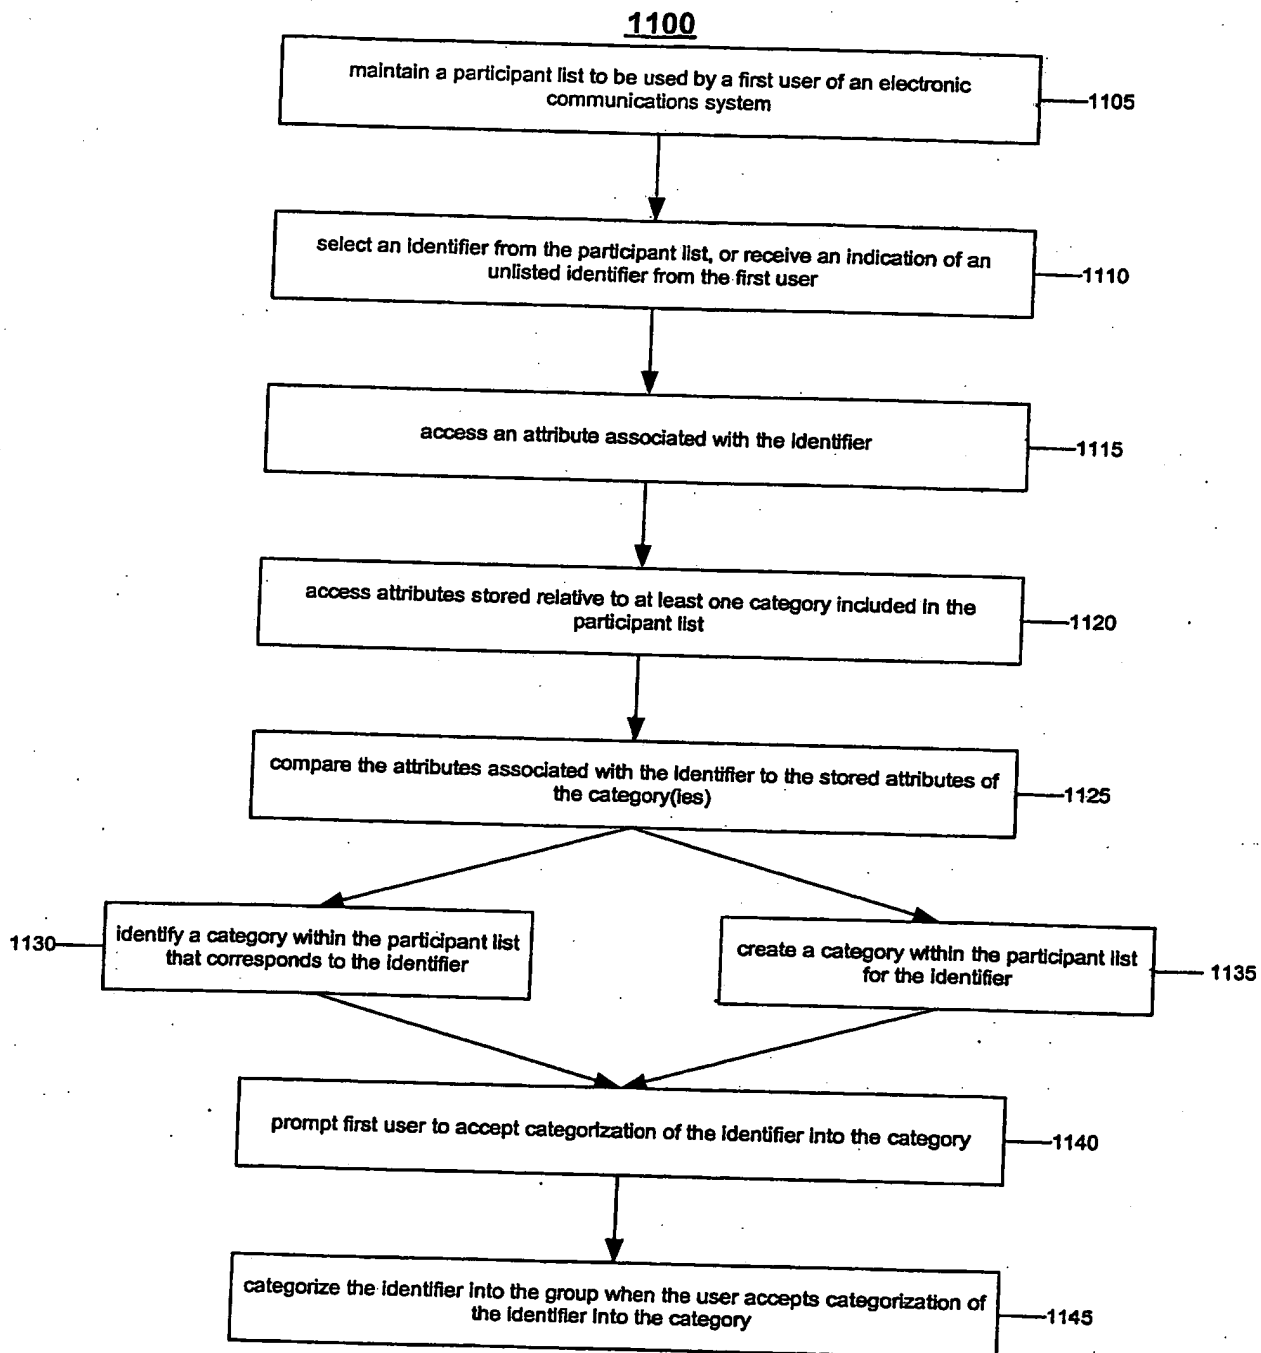 1100
maintain a participant list to be used by a first user of an electronic
communications system
1105
select an identifier from the participant list, or receive an indication of an
unlisted identifier from the first user
1110
access an attribute associated with the identifier
1115
access attributes stored relative to at least one category included in the
participant list
1120
compare the attributes associated with the identifier to the stored attributes of
the category(ies)
1125
1130
identify a category within the participant list
that corresponds to the identifier
create a category within the participant list
for the identifier
1135
prompt first user to accept categorization of the identifier into the category
1140
categorize the identifier into the group when the user accepts categorization of
the identifier into the category
1145